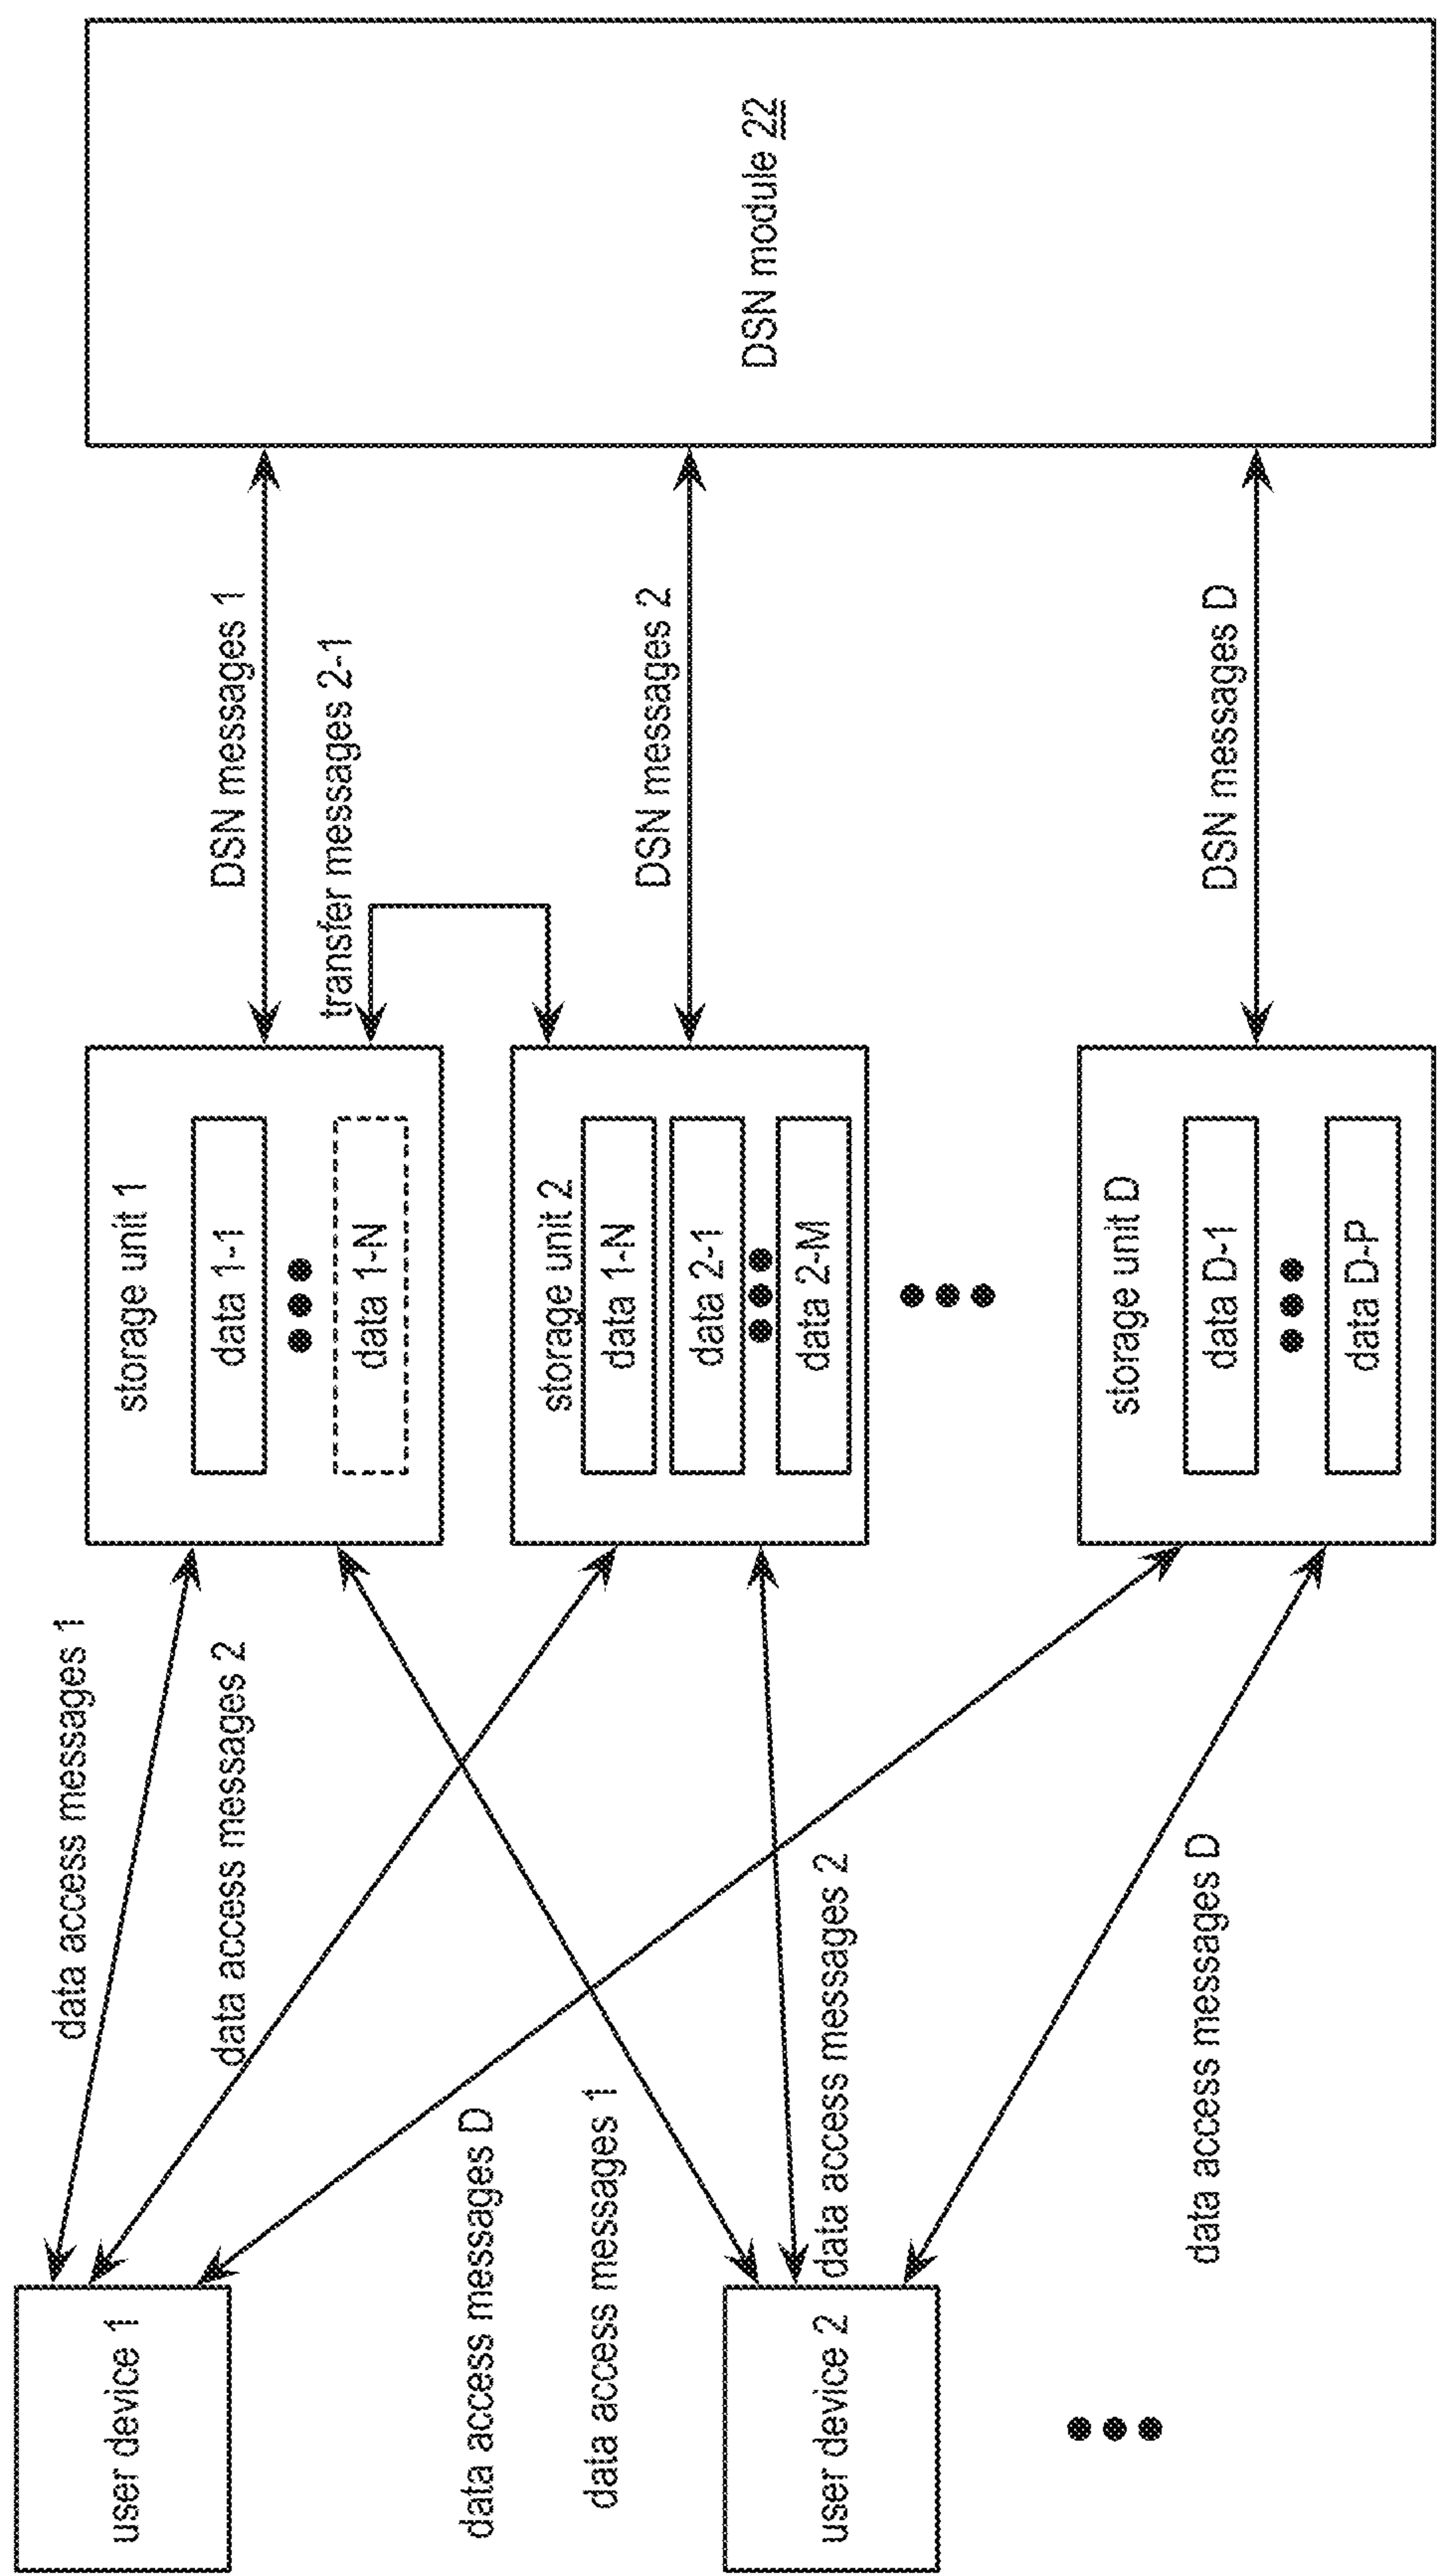 user device 1
data access messages 1
data access messages 2
data access messages D
data access messages 1
user device 2
data access messages 2
data access messages D
storage unit 1
data 1-1
data 1-N
storage unit 2
data 1-N
data 2-1
data 2-M
storage unit D
data D-1
data D-P
DSN messages 1
transfer messages 2-1
DSN messages 2
DSN messages D
DSN module 22